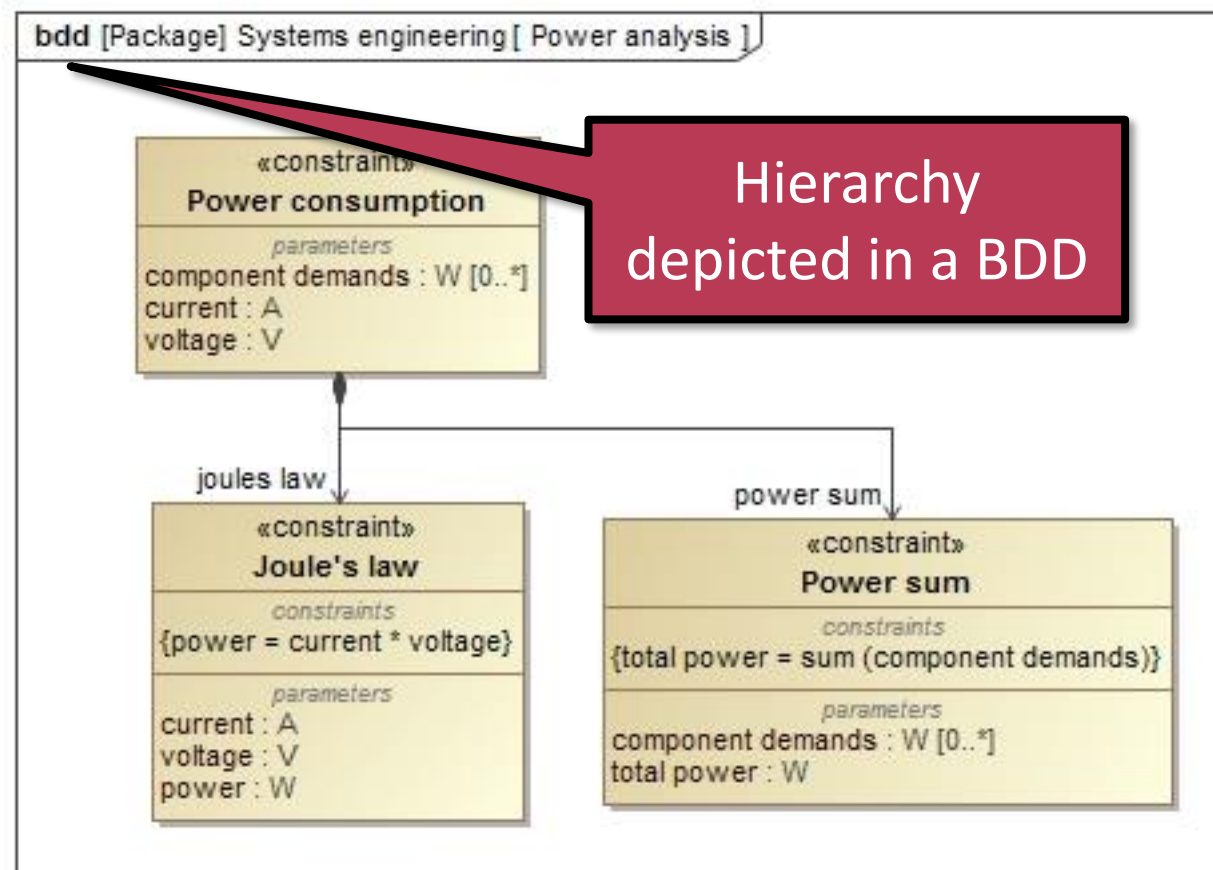 bdd [Package] Systems engineering [ Power analysis ]
Hierarchy
depicted in a BDD
«constraint»
Power consumption
parameters
component demands : W [0..*]
current : A
voltage : V
joules law
power sum
«constraint»
Joule's law
constraints
{power = current * voltage}
parameters
current : A
voltage : V
power : W
«constraint»
Power sum
constraints
{total power = sum (component demands)}
parameters
component demands : W [0..*]
total power : W